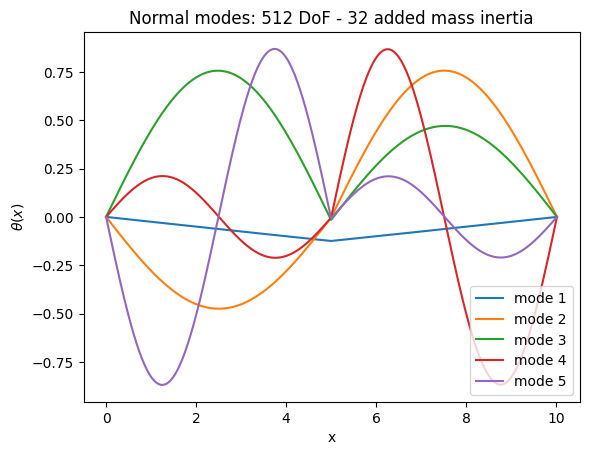 Normal modes: 512 DoF - 32 added mass inertia
0.75
0.50
0.25
0.00
−0.25
−0.50
−0.75
θ(x)
0 2 4 6 8 10
x
mode 1
mode 2
mode 3
mode 4
mode 5